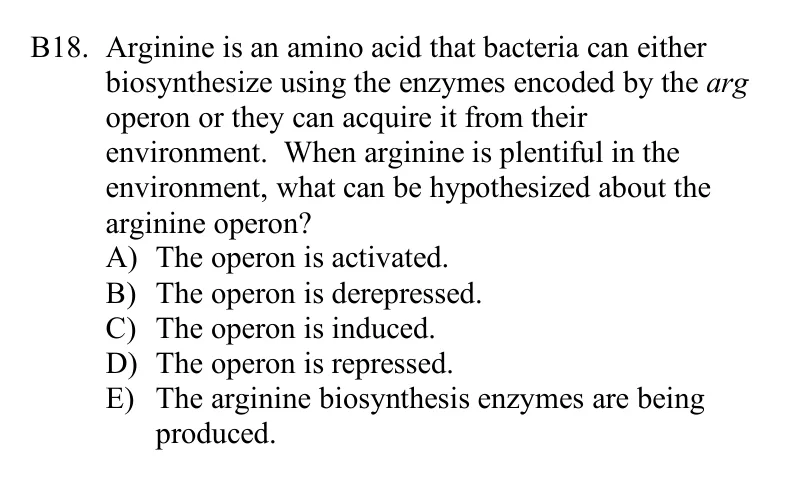 B18. Arginine is an amino acid that bacteria can either
biosynthesize using the enzymes encoded by the arg
operon or they can acquire it from their
environment. When arginine is plentiful in the
environment, what can be hypothesized about the
arginine operon?
A) The operon is activated.
B) The operon is derepressed.
C) The operon is induced.
D) The operon is repressed.
E) The arginine biosynthesis enzymes are being
produced.